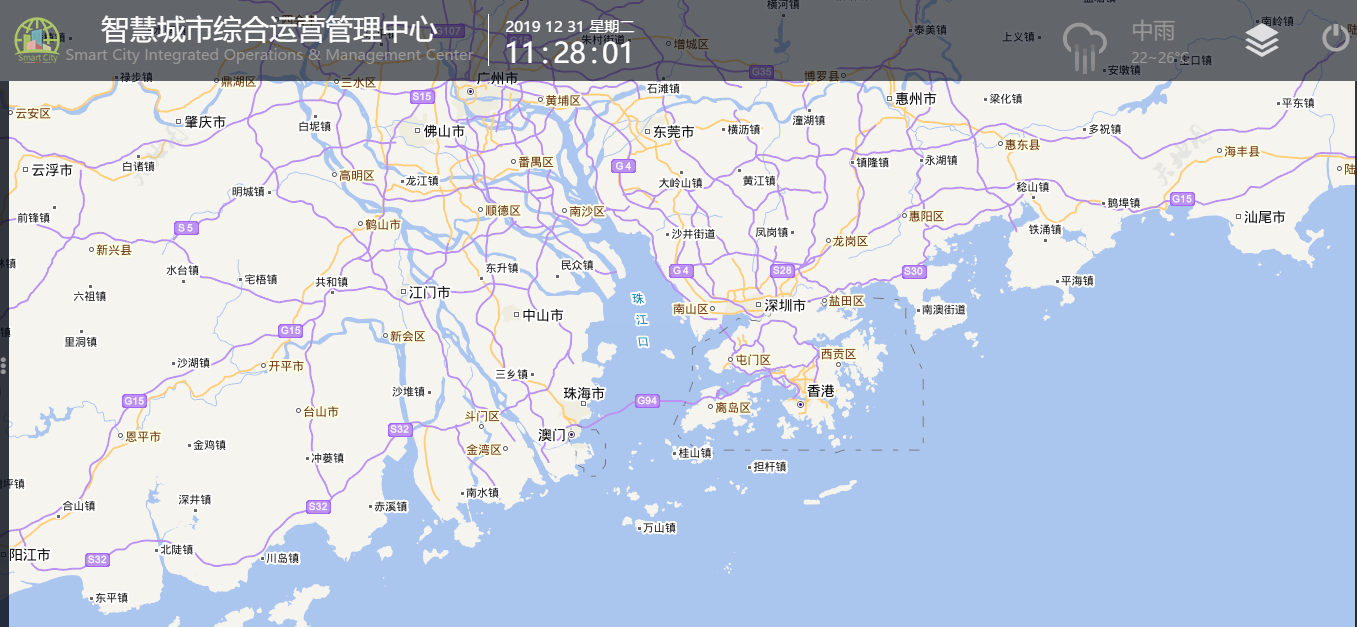 智慧城市综合运营管理中心
Smart City Integrated Operations & Management Center
Smart City
2019 12 31 星期二
11:28:01
中雨
22~26℃
横河镇
南岭镇
G107
朱村街道
增城区
泰美镇
上义镇
G35
博罗县
安墩镇
禄步镇
鼎湖区
三水区
广州市
石滩镇
S15
黄埔区
惠州市
梁化镇
平东镇
云安区
肇庆市
白坭镇
佛山市
东莞市
横沥镇
潼湖镇
多祝镇
惠东县
海丰县
云浮市
白诸镇
高明区
龙江镇
番禺区
G4
大岭山镇
黄江镇
镇隆镇
永湖镇
明城镇
稔山镇
鹅埠镇
G15
前锋镇
S5
鹤山市
顺德区
南沙区
沙井街道
凤岗镇
惠阳区
铁涌镇
汕尾市
新兴县
龙岗区
水台镇
宅梧镇
共和镇
东升镇
民众镇
G4
S28
S30
平海镇
六祖镇
江门市
中山市
珠江口
南山区
深圳市
盐田区
南澳街道
里洞镇
G15
新会区
沙湖镇
开平市
屯门区
西贡区
三乡镇
沙堆镇
珠海市
香港
G15
台山市
斗门区
G94
离岛区
恩平市
金鸡镇
S32
金湾区
澳门
桂山镇
担杆镇
冲蒌镇
南水镇
合山镇
深井镇
S32
赤溪镇
万山镇
阳江市
S32
北陡镇
川岛镇
东平镇